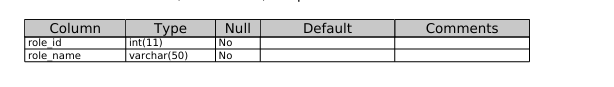 Column Type Null Default Comments
role_id int(11) No
role_name varchar(50) No